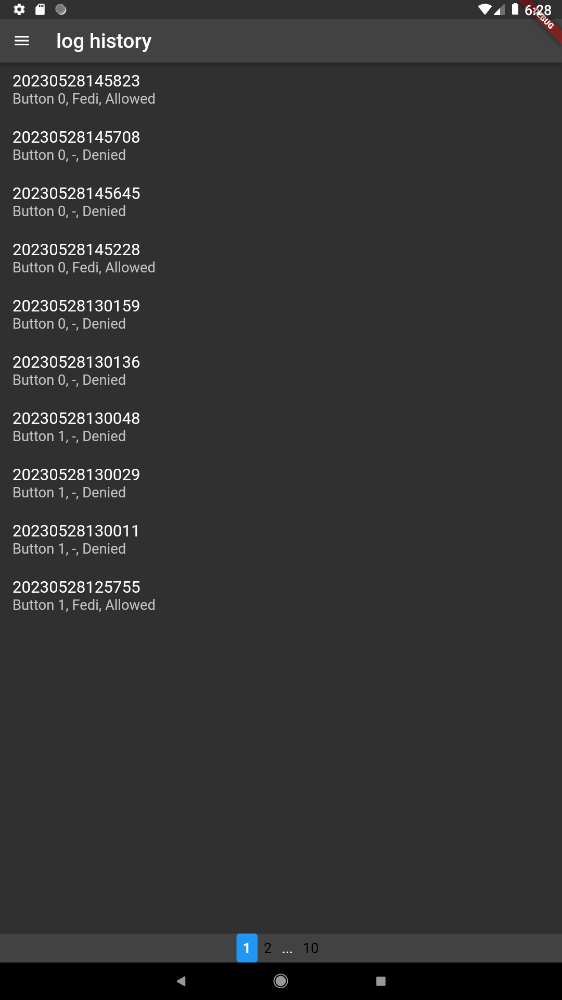 6:28
DEBUG
log history
20230528145823
Button 0, Fedi, Allowed
20230528145708
Button 0, -, Denied
20230528145645
Button 0, -, Denied
20230528145228
Button 0, Fedi, Allowed
20230528130159
Button 0, -, Denied
20230528130136
Button 0, -, Denied
20230528130048
Button 1, -, Denied
20230528130029
Button 1, -, Denied
20230528130011
Button 1, -, Denied
20230528125755
Button 1, Fedi, Allowed
1 2 ... 10